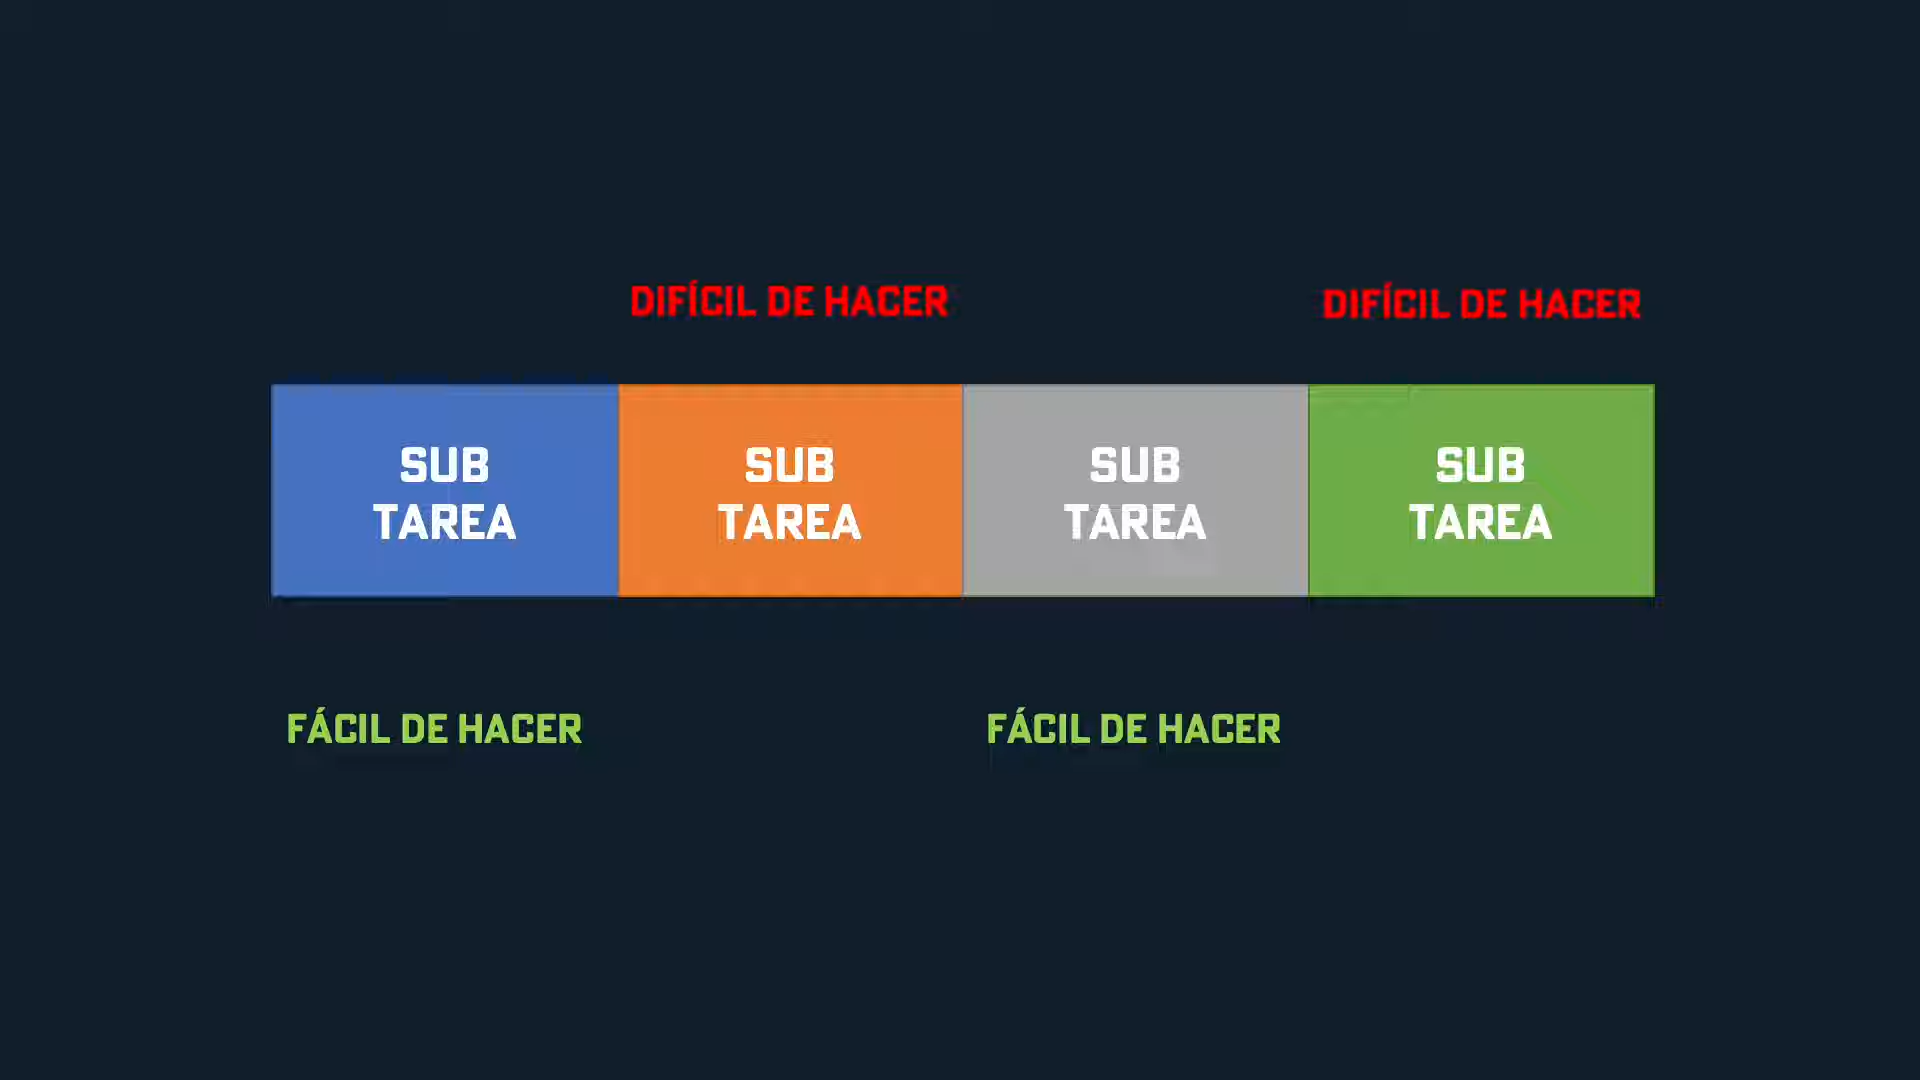 DIFÍCIL DE HACER
DIFÍCIL DE HACER
SUB
TAREA
SUB
TAREA
SUB
TAREA
SUB
TAREA
FÁCIL DE HACER
FÁCIL DE HACER